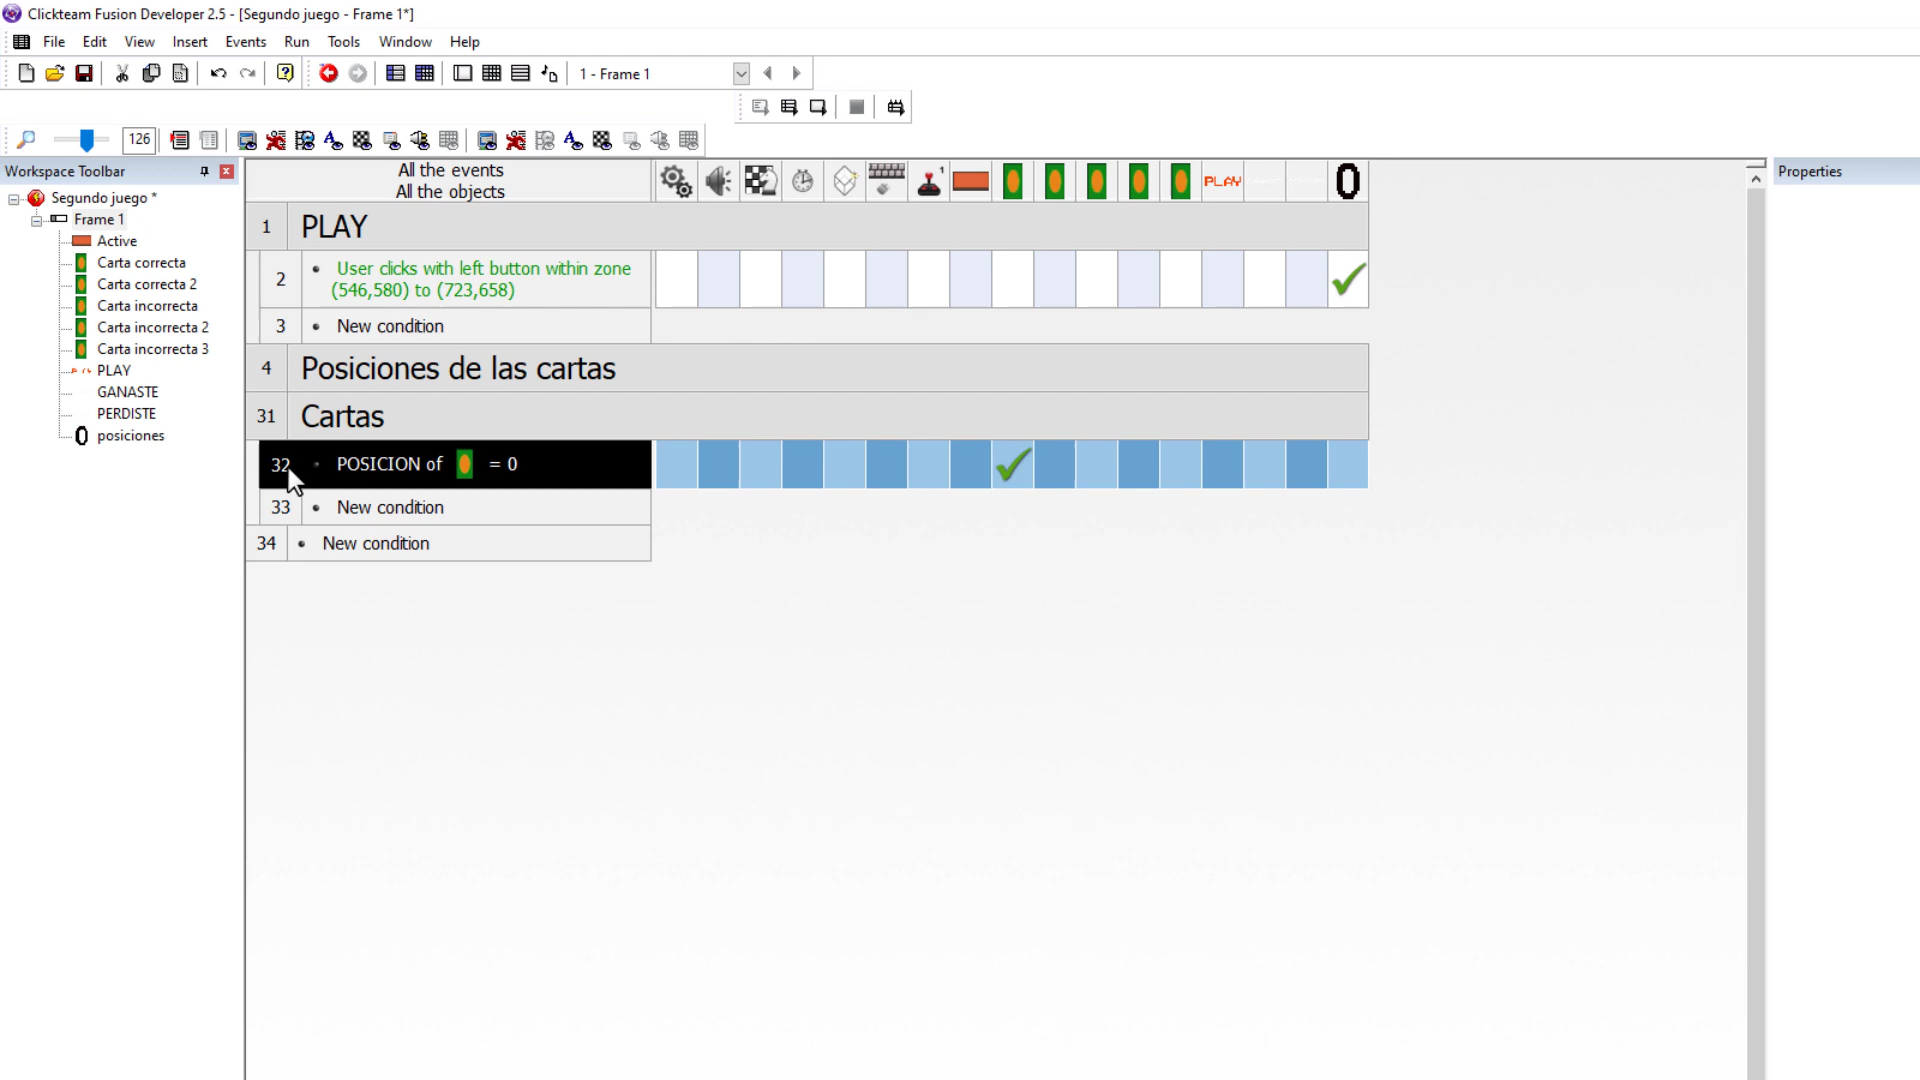 Clickteam Fusion Developer 2.5 - [Segundo juego - Frame 1*]
File Edit View Insert Events Run Tools Window Help
1 - Frame 1
126
Workspace Toolbar
Segundo juego *
Frame 1
Active
Carta correcta
Carta correcta 2
Carta incorrecta
Carta incorrecta 2
Carta incorrecta 3
PLAY
GANASTE
PERDISTE
0 posiciones
All the events
All the objects
1 PLAY 0
1 PLAY
2 • User clicks with left button within zone
(546,580) to (723,658)
3 • New condition
4 Posiciones de las cartas
31 Cartas
32 • POSICION of = 0
33 • New condition
34 • New condition
Properties